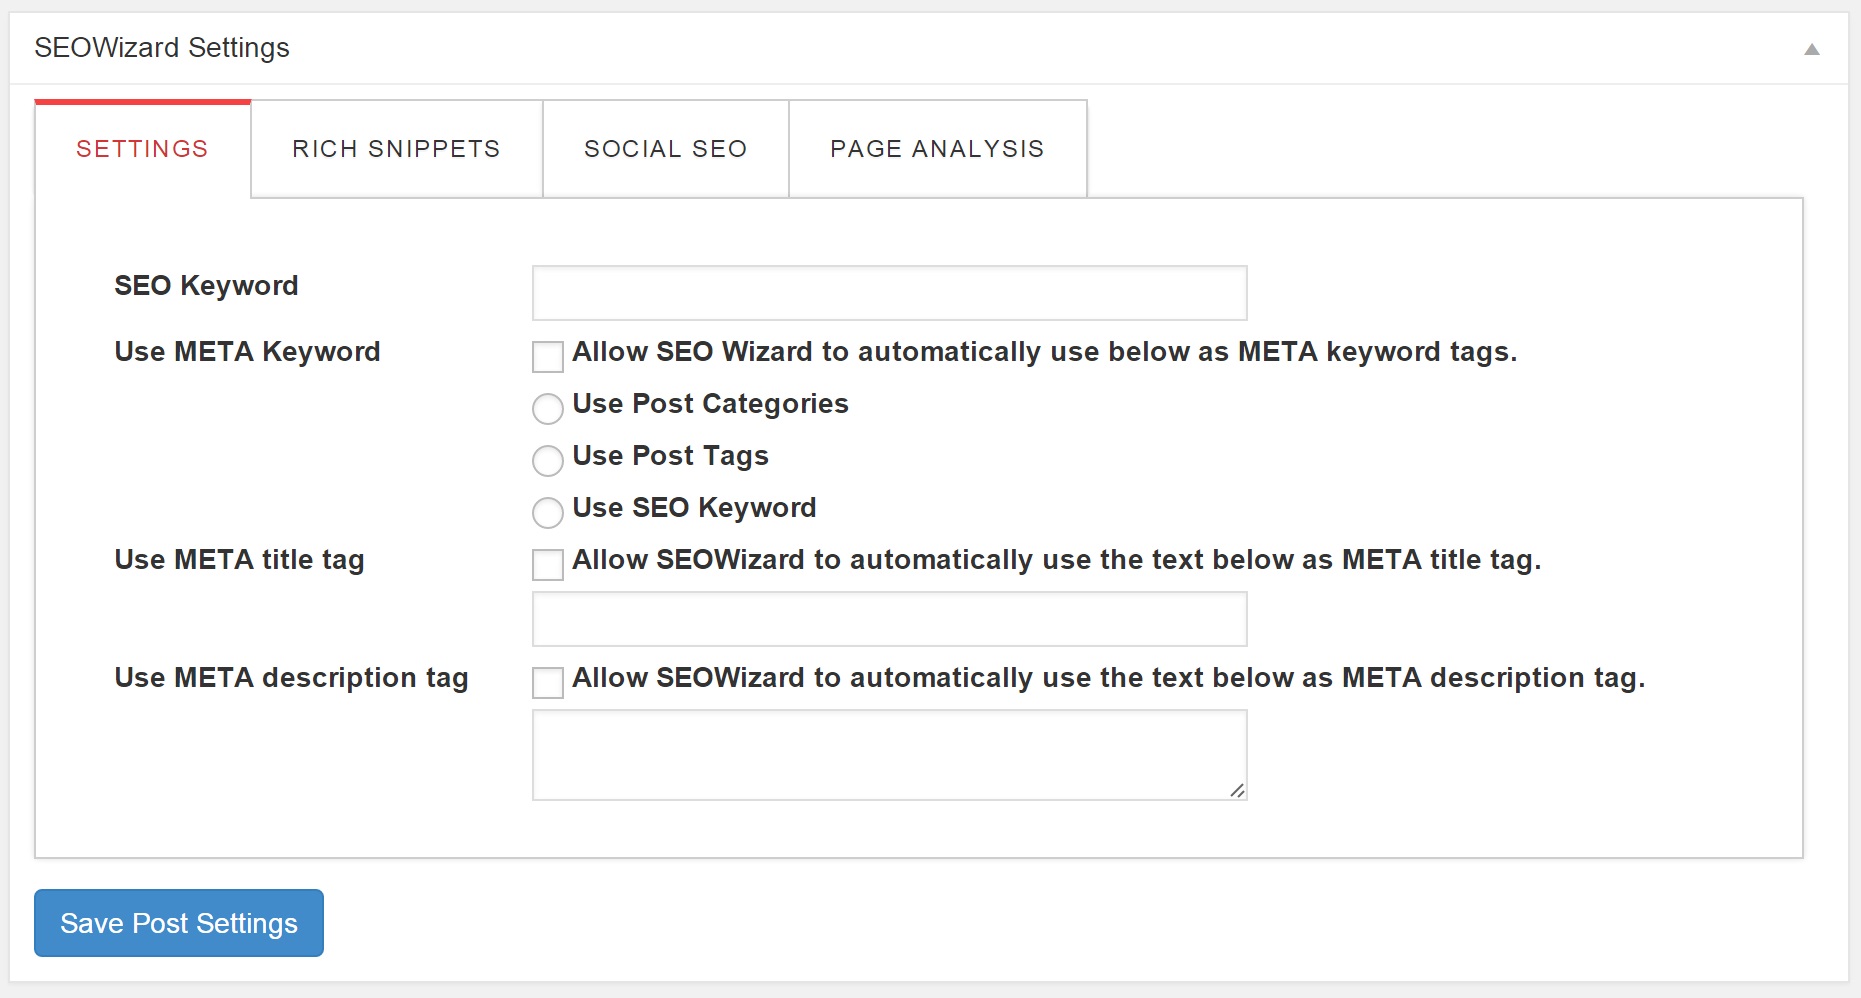 SEOWizard Settings
SETTINGS
RICH SNIPPETS
SOCIAL SEO
PAGE ANALYSIS
SEO Keyword
Use META Keyword
Allow SEO Wizard to automatically use below as META keyword tags.
Use Post Categories
Use Post Tags
Use SEO Keyword
Use META title tag
Allow SEOWizard to automatically use the text below as META title tag.
Use META description tag
Allow SEOWizard to automatically use the text below as META description tag.
Save Post Settings